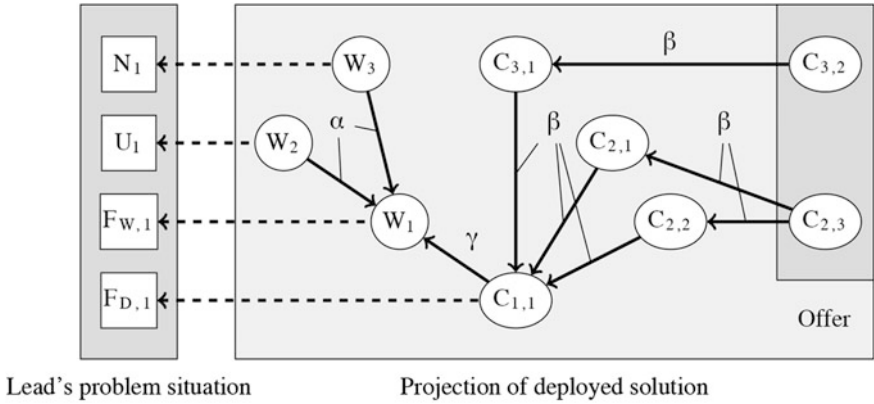 N1 W3 C3,1 β C3,2
U1 W2 α β C2,1 β
FW,1 W1 γ C2,2 C2,3
FD,1 C1,1 Offer
Lead's problem situation Projection of deployed solution